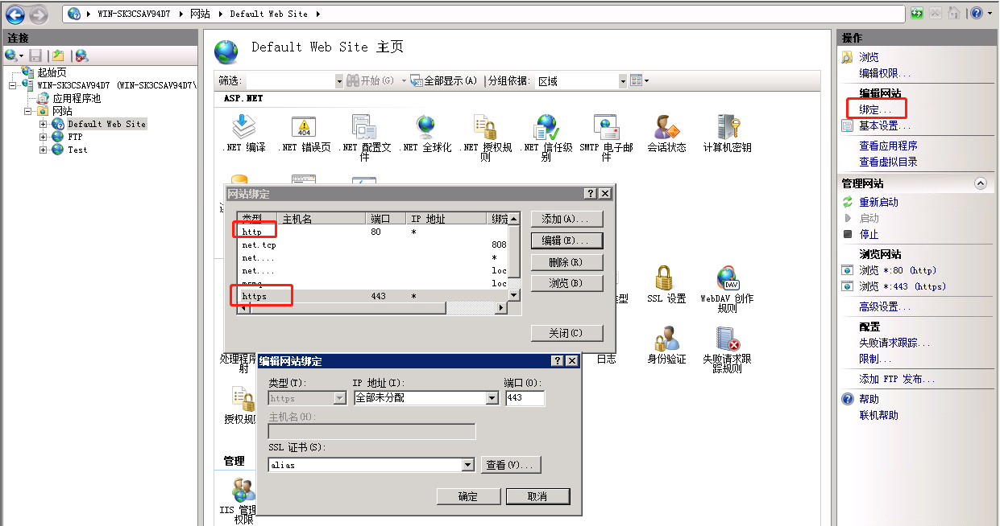 WIN-SK3CSAV94D7 网站 Default Web Site
连接
起始页
WIN-SK3CSAV94D7 (WIN-SK3CSAV94D7\
应用程序池
网站
Default Web Site
FTP
Test
Default Web Site 主页
筛选: 开始(G) 全部显示(A) 分组依据: 区域
ASP.NET
.NET 编译
.NET 错误页
.NET 配置文件
.NET 全球化
.NET 授权规则
.NET 信任级别
SMTP 电子邮件
会话状态
计算机密钥
404
网站绑定
类型 主机名 端口 IP 地址 绑定
http 80 *
net.tcp 808
net.... *
net.... loc
msmq loc
https 443 *
添加(A)...
编辑(E)...
删除(R)
浏览(B)
关闭(C)
类型
SSL 设置
DAV
WebDAV 创作规则
处理程序
射
日志
身份验证
失败请求跟踪规则
授权规则
编辑网站绑定
类型(T): IP 地址(I): 端口(O):
https 全部未分配 443
主机名(H):
SSL 证书(S):
alias 查看(V)...
确定 取消
管理
IIS 管理
权限
操作
浏览
编辑权限...
编辑网站
绑定...
基本设置...
查看应用程序
查看虚拟目录
管理网站
重新启动
启动
停止
浏览网站
浏览 *:80 (http)
浏览 *:443 (https)
高级设置...
配置
失败请求跟踪...
限制...
添加 FTP 发布...
帮助
联机帮助